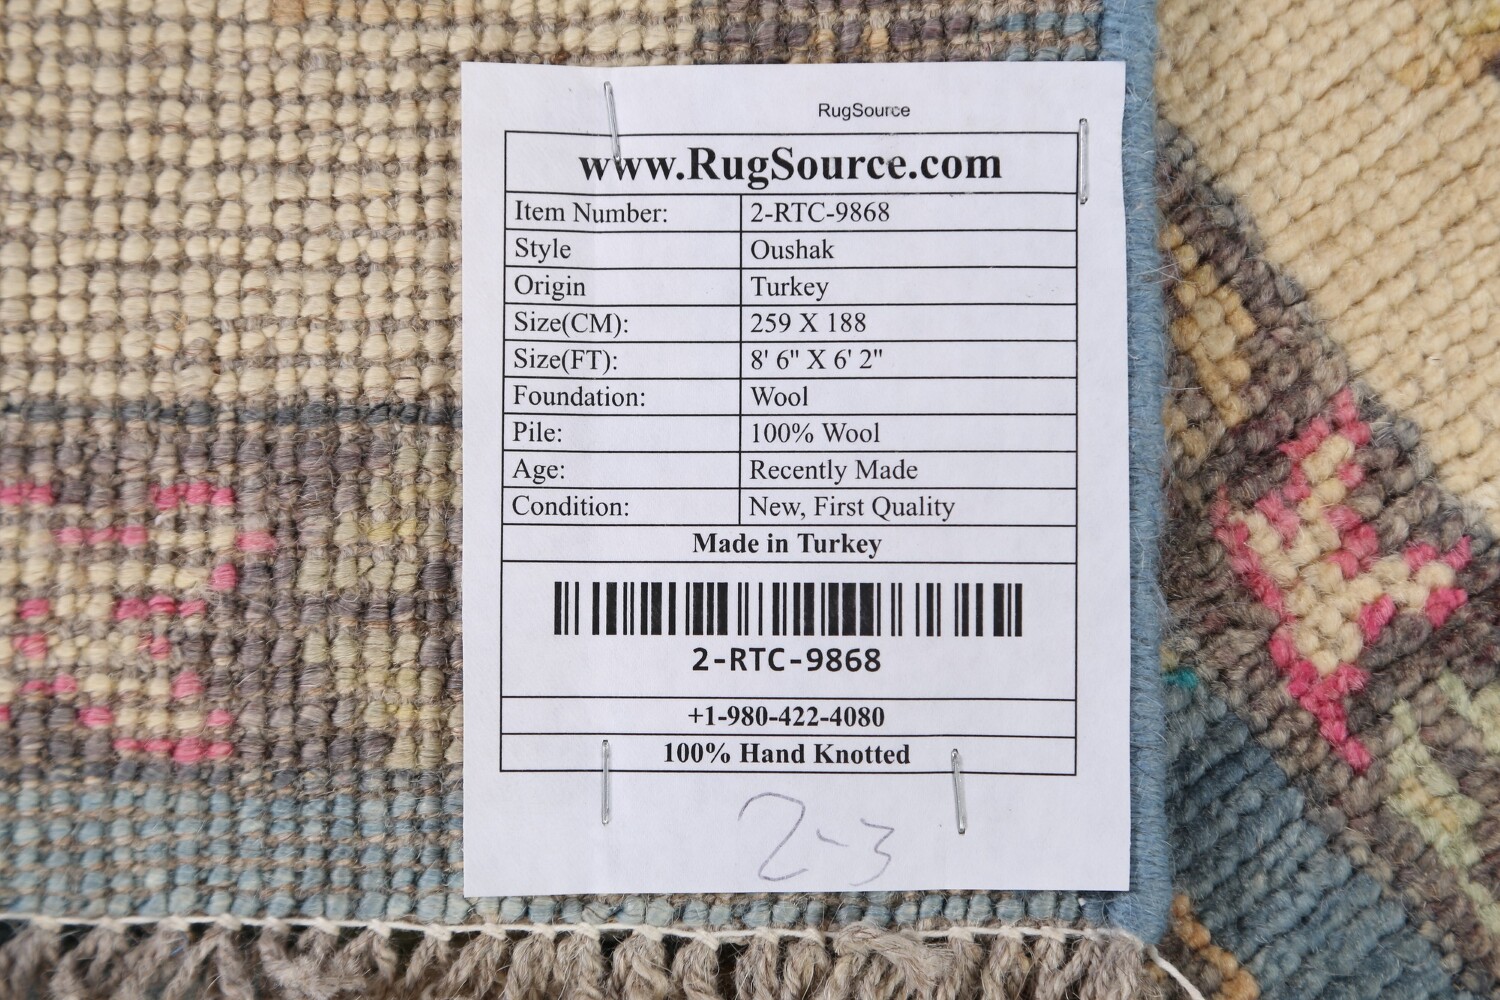 RugSource
www.RugSource.com
Item Number: 2-RTC-9868
Style Oushak
Origin Turkey
Size(CM): 259 X 188
Size(FT): 8' 6" X 6' 2"
Foundation: Wool
Pile: 100% Wool
Age: Recently Made
Condition: New, First Quality
Made in Turkey
2-RTC-9868
+1-980-422-4080
100% Hand Knotted
2-3